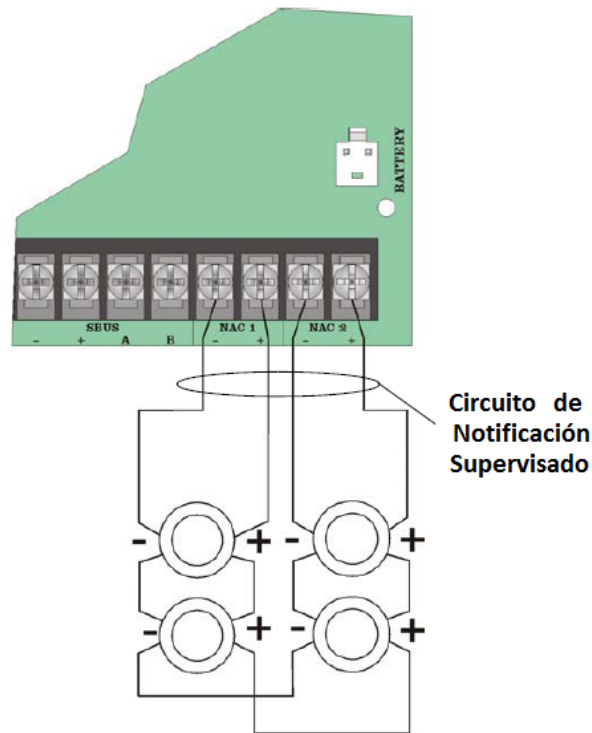 BATTERY
SBUS NAC 1 NAC 2
- + A B - + - +
Circuito de
Notificación
Supervisado
- + - +
- + - +